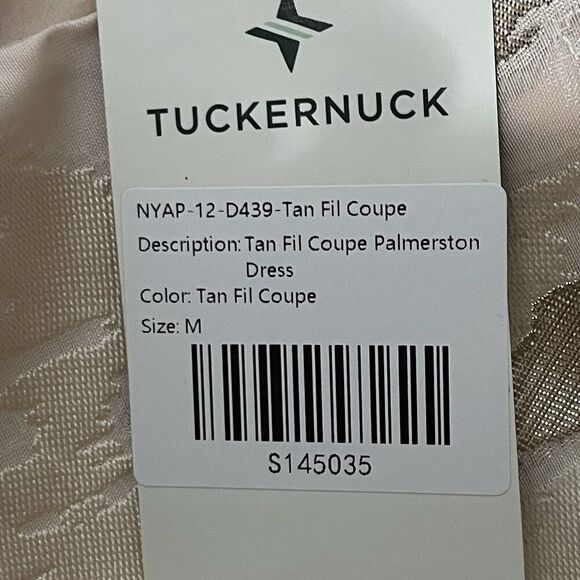 TUCKERNUCK
NYAP-12-D439-Tan Fil Coupe
Description: Tan Fil Coupe Palmerston
Dress
Color: Tan Fil Coupe
Size: M
S145035